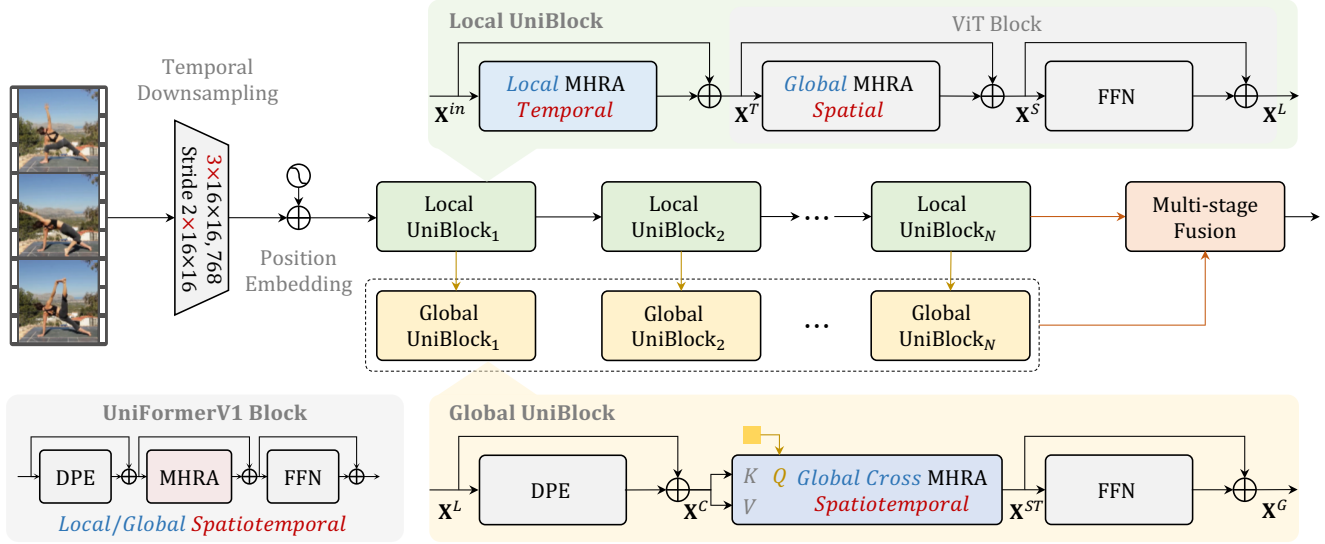 Local UniBlock
ViT Block
Local MHRA
Temporal
Global MHRA
Spatial
FFN
X^in
X^T
X^S
X^L
Temporal
Downsampling
3×16×16, 768
Stride 2×16×16
Position
Embedding
Local
UniBlock₁
Local
UniBlock₂
...
Local
UniBlock_N
Multi-stage
Fusion
Global
UniBlock₁
Global
UniBlock₂
...
Global
UniBlock_N
UniFormerV1 Block
DPE
MHRA
FFN
Local/Global Spatiotemporal
Global UniBlock
DPE
K Q Global Cross MHRA
V Spatiotemporal
FFN
X^L
X^C
X^ST
X^G